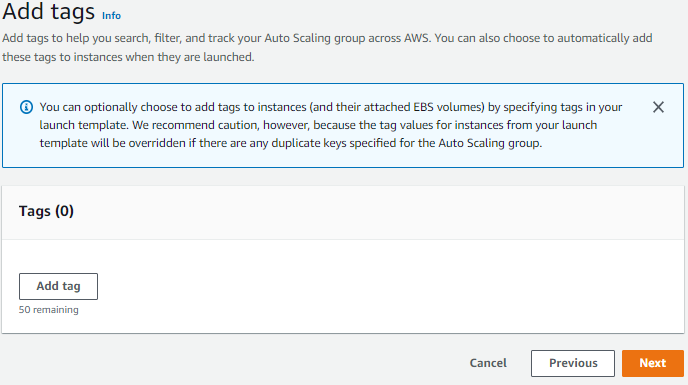 Add tags Info
Add tags to help you search, filter, and track your Auto Scaling group across AWS. You can also choose to automatically add
these tags to instances when they are launched.
You can optionally choose to add tags to instances (and their attached EBS volumes) by specifying tags in your
launch template. We recommend caution, however, because the tag values for instances from your launch
template will be overridden if there are any duplicate keys specified for the Auto Scaling group.
Tags (0)
Add tag
50 remaining
Cancel Previous Next